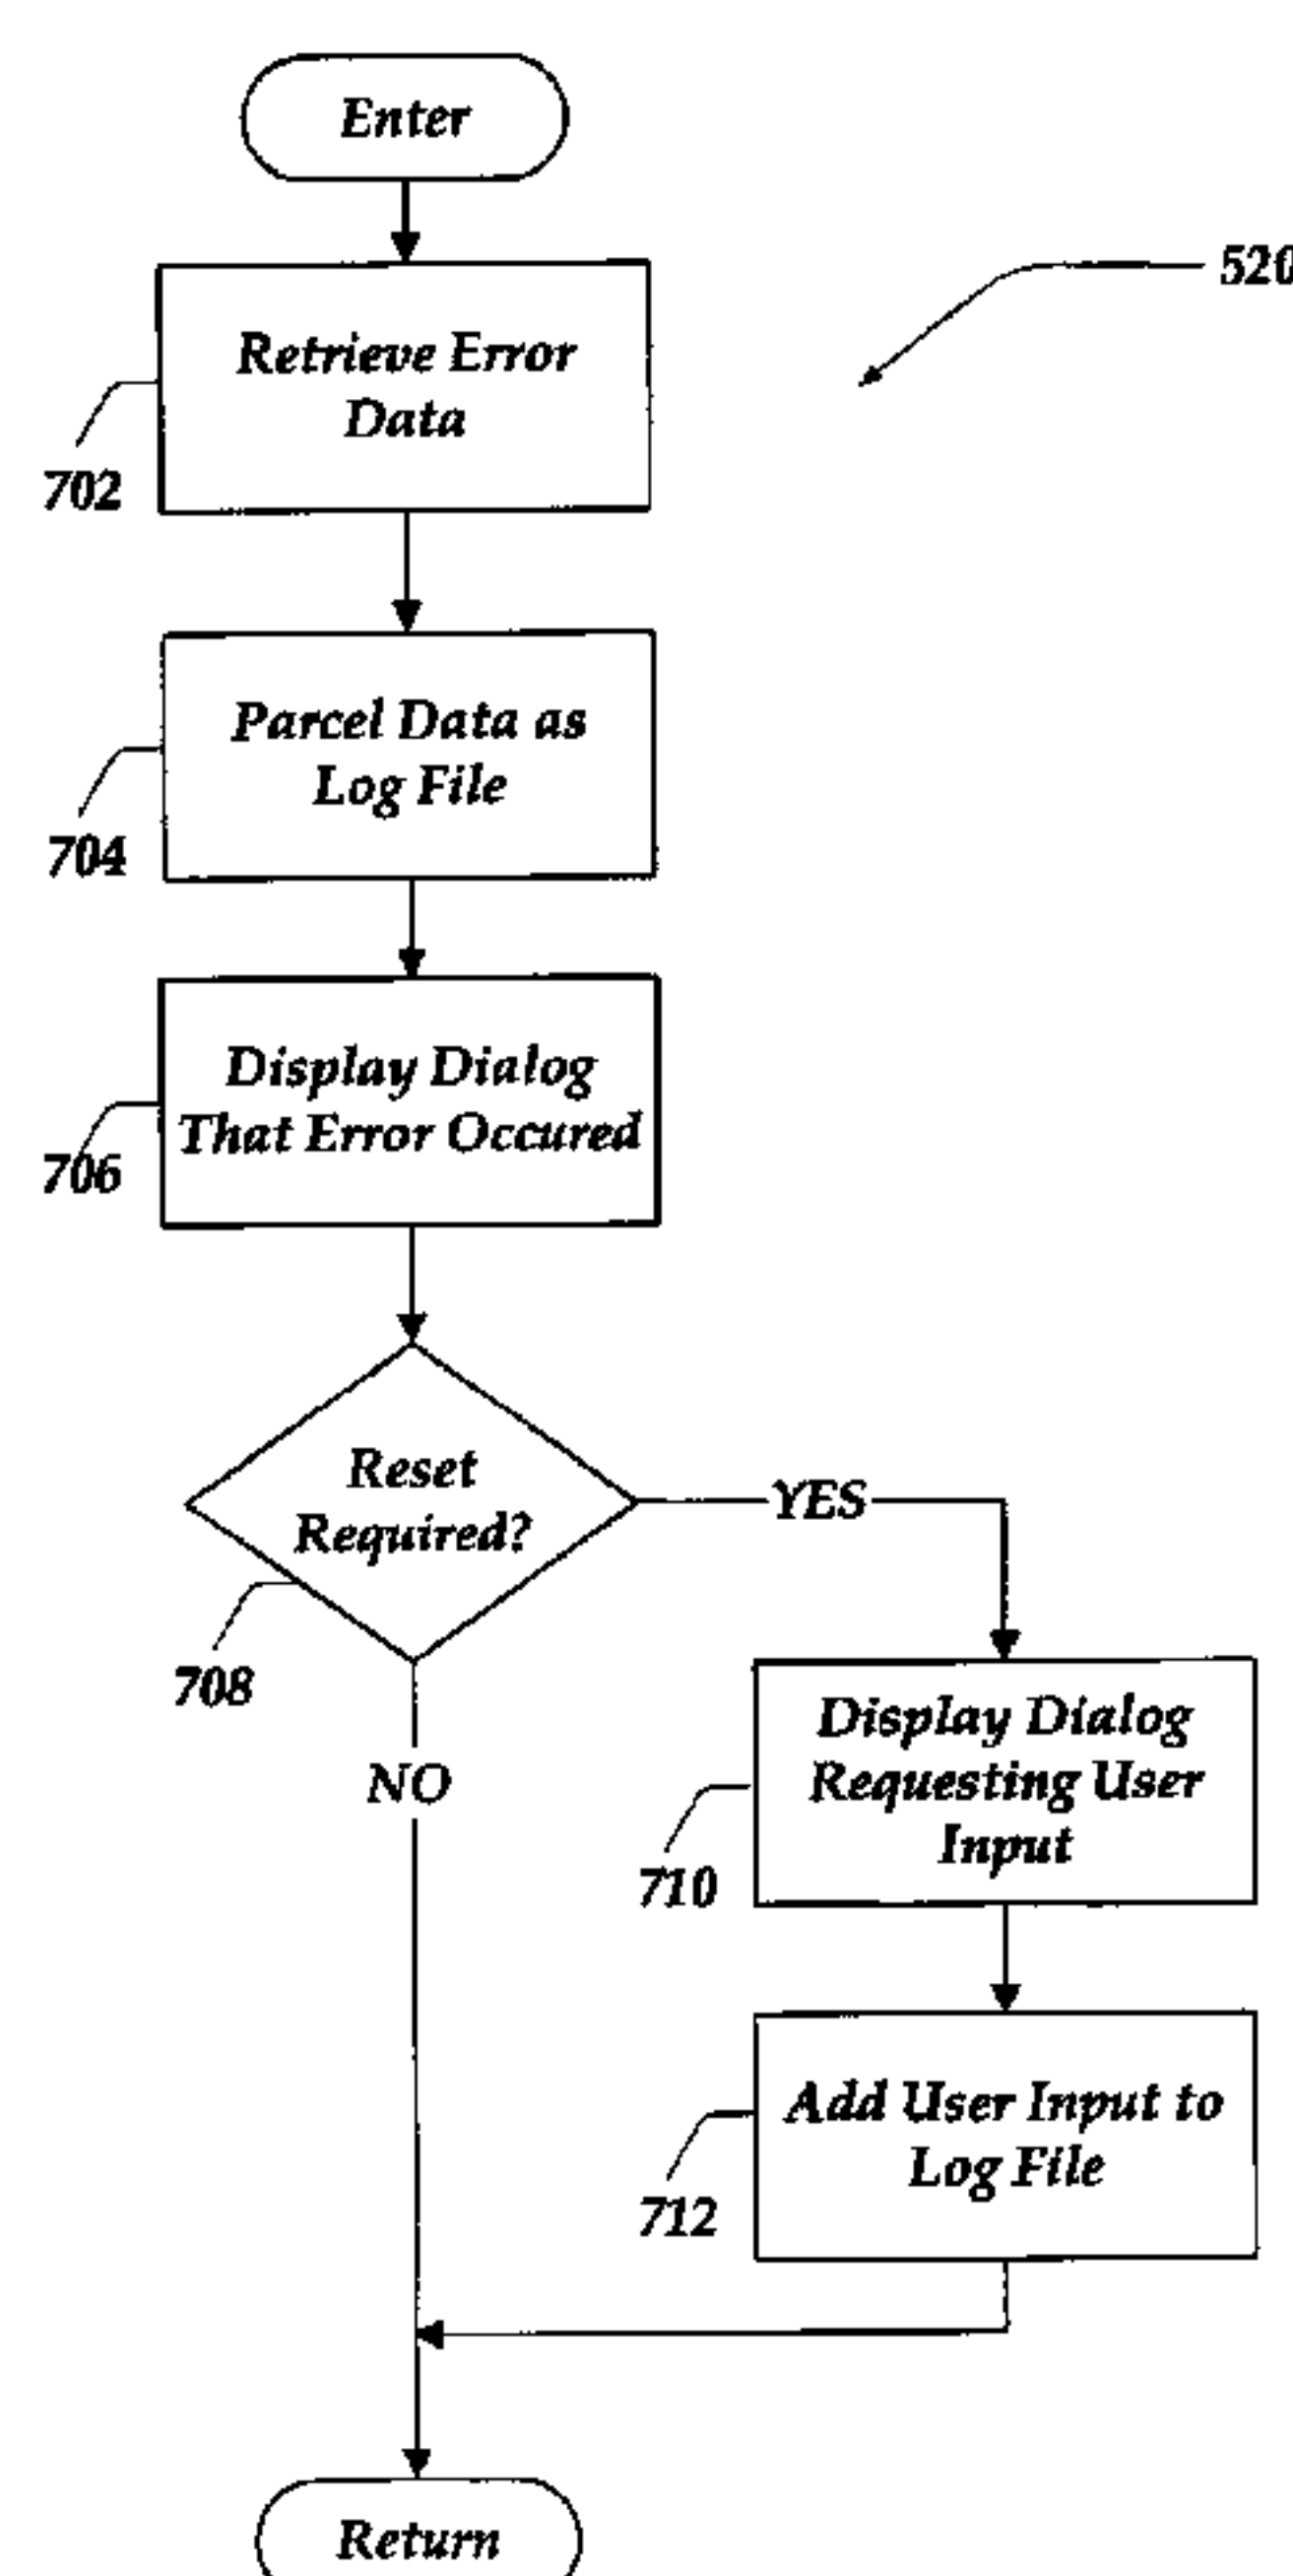 Enter
520
Retrieve Error
Data
702
Parcel Data as
Log File
704
Display Dialog
That Error Occured
706
Reset
Required?
YES
708
NO
Display Dialog
Requesting User
Input
710
Add User Input to
Log File
712
Return